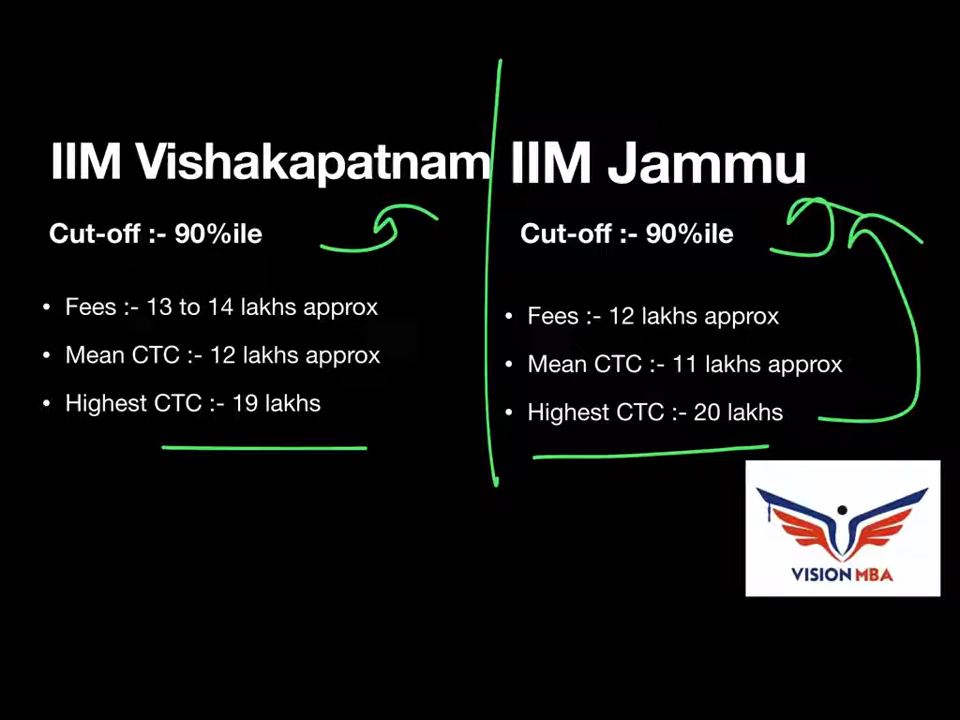 IIM Vishakapatnam
Cut-off :- 90%ile
• Fees :- 13 to 14 lakhs approx
• Mean CTC :- 12 lakhs approx
• Highest CTC :- 19 lakhs
IIM Jammu
Cut-off :- 90%ile
• Fees :- 12 lakhs approx
• Mean CTC :- 11 lakhs approx
• Highest CTC :- 20 lakhs
VISION MBA